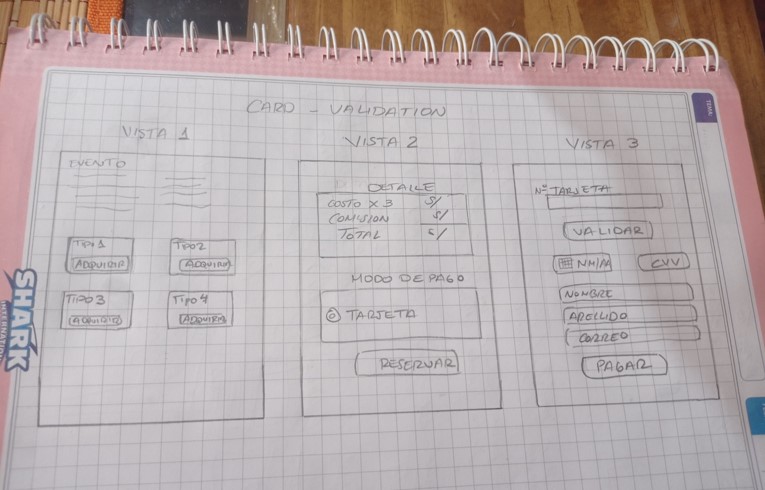 CARD - VALIDATION
VISTA 1
EVENTO
TIPO 1
ADQUIRIR
TIPO 2
ADQUIRIR
TIPO 3
ADQUIRIR
TIPO 4
ADQUIRIR
VISTA 2
DETALLE
COSTO X 3 S/
COMISION S/
TOTAL S/
MODO DE PAGO
TARJETA
RESERVAR
VISTA 3
Nº TARJETA
VALIDAR
MM/AA
CVV
NOMBRE
APELLIDO
CORREO
PAGAR
SHARK
INTERNATIONAL
TEMA: